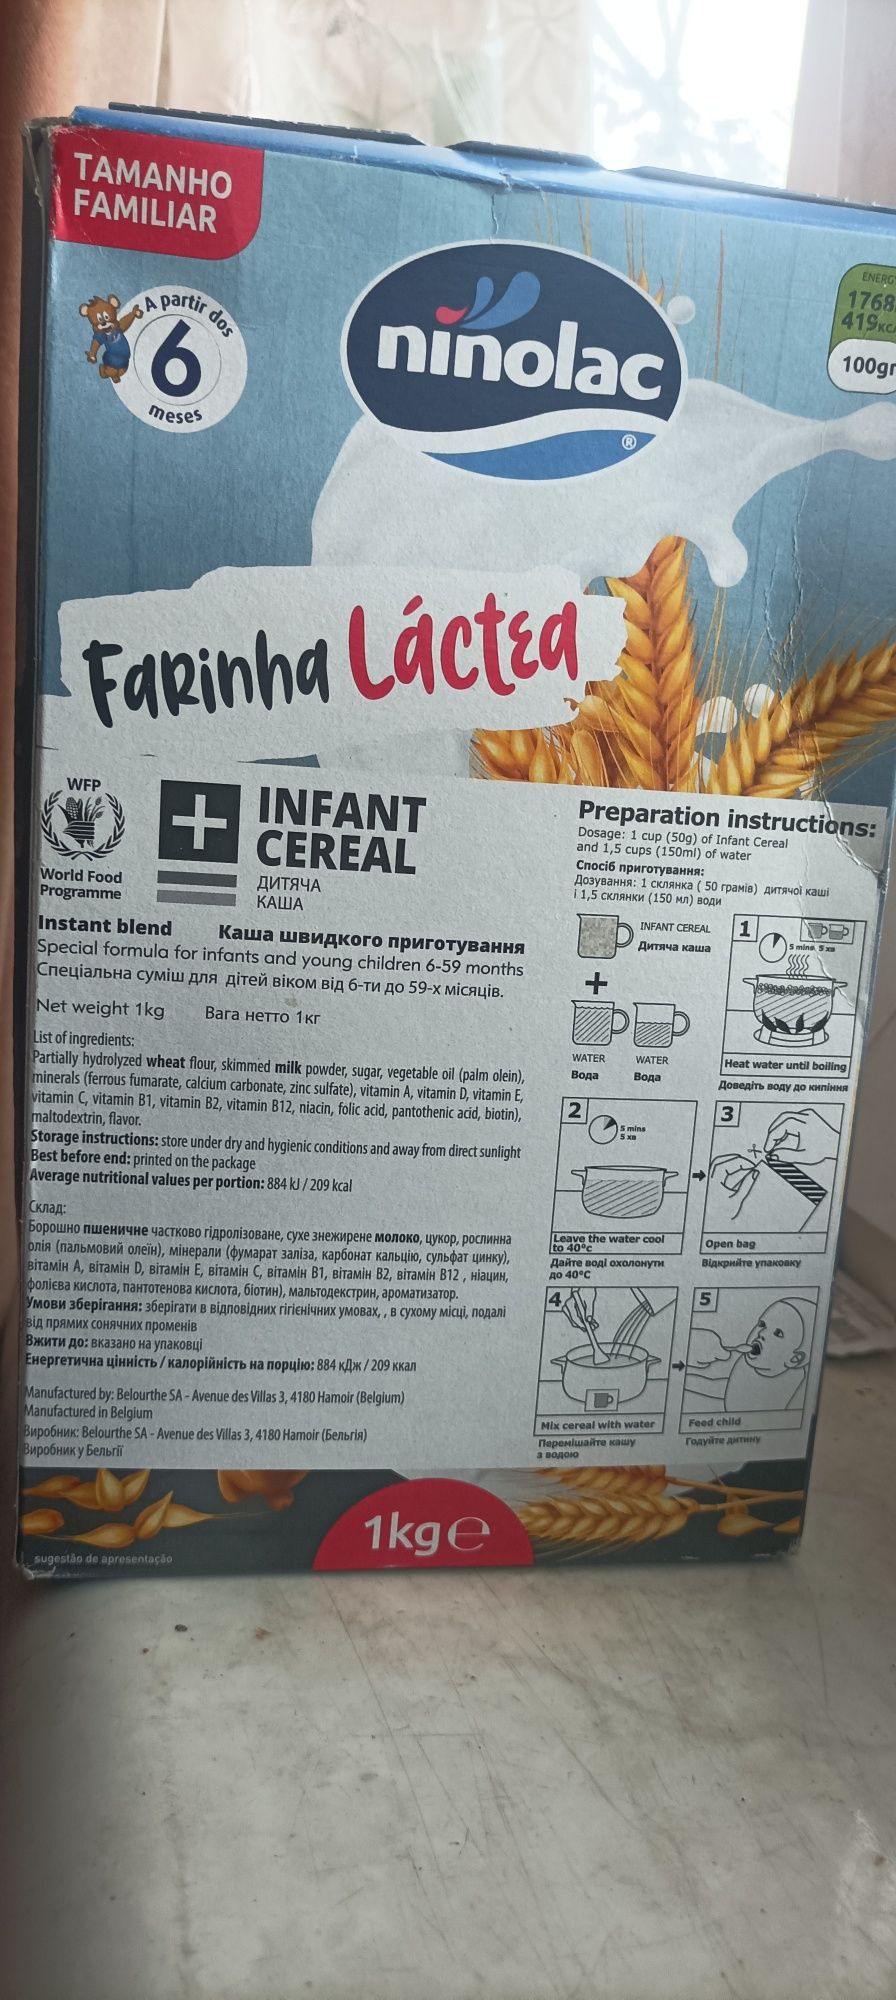 TAMANHO
FAMILIAR
A partir dos
6
meses
ninolac
®
ENERG
1768
419KC
100gr
Farinha Láctea
WFP
World Food
Programme
INFANT
CEREAL
ДИТЯЧА
КАША
Instant blend Каша швидкого приготування
Special formula for infants and young children 6-59 months
Спеціальна суміш для дітей віком від 6-ти до 59-х місяців.
Net weight 1kg Вага нетто 1кг
List of ingredients:
Partially hydrolyzed wheat flour, skimmed milk powder, sugar, vegetable oil (palm olein),
minerals (ferrous fumarate, calcium carbonate, zinc sulfate), vitamin A, vitamin D, vitamin E,
vitamin C, vitamin B1, vitamin B2, vitamin B12, niacin, folic acid, pantothenic acid, biotin),
maltodextrin, flavor.
Storage instructions: store under dry and hygienic conditions and away from direct sunlight
Best before end: printed on the package
Average nutritional values per portion: 884 kJ / 209 kcal
Склад:
Борошно пшеничне частково гідролізоване, сухе знежирене молоко, цукор, рослинна
олія (пальмовий олеїн), мінерали (фумарат заліза, карбонат кальцію, сульфат цинку),
вітамін A, вітамін D, вітамін E, вітамін C, вітамін B1, вітамін B2, вітамін B12 , ніацин,
фолієва кислота, пантотенова кислота, біотин), мальтодекстрин, ароматизатор.
Умови зберігання: зберігати в відповідних гігієнічних умовах, , в сухому місці, подалі
від прямих сонячних променів
Вжити до: вказано на упаковці
Енергетична цінність / калорійність на порцію: 884 кДж / 209 ккал
Manufactured by: Belourthe SA - Avenue des Villas 3, 4180 Hamoir (Belgium)
Manufactured in Belgium
Виробник: Belourthe SA - Avenue des Villas 3, 4180 Hamoir (Бельгія)
Виробник у Бельгії
Preparation instructions:
Dosage: 1 cup (50g) of Infant Cereal
and 1,5 cups (150ml) of water
Спосіб приготування:
Дозування: 1 склянка ( 50 грамів) дитячої каші
і 1,5 склянки (150 мл) води
INFANT CEREAL
Дитяча каша
+
WATER WATER
Вода Вода
1
5 mins 5 хв
Heat water until boiling
Доведіть воду до кипіння
2
5 mins
5 хв
Leave the water cool
to 40°c
Дайте воді охолонути
до 40°C
3
Open bag
Відкрийте упаковку
4
Mix cereal with water
Перемішайте кашу
з водою
5
Feed child
Годуйте дитину
sugestão de apresentação
1kg e